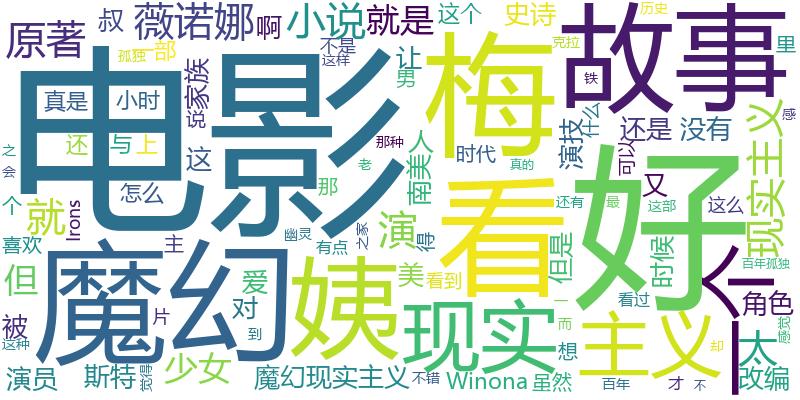 电影
好
故事
魔幻
看
梅
姨
现实
主义
个
原著
叔
薇诺娜
啊
小说
就是
这个
史诗
历史
里
孤独
一部
不是
这样
让
男
克拉
铁
感
真是
小时
说
家族
还
与
上
这
那种
人
南美
时代
演技
什么
还是
没有
现实主义
之
会
怎么
那
老
真的
可以
又
个
就
Irons
主
幽灵
有点
之家
演
得
还有
最
这部
这么
喜欢
但
爱
美
看到
但是
时候
百年孤独
角色
被
这种
片
对
到
一
而
看过
太
感觉
演员
斯特
觉得
少女
魔幻现实主义
不错
Winona
虽然
想
百年
才
不
却
改编